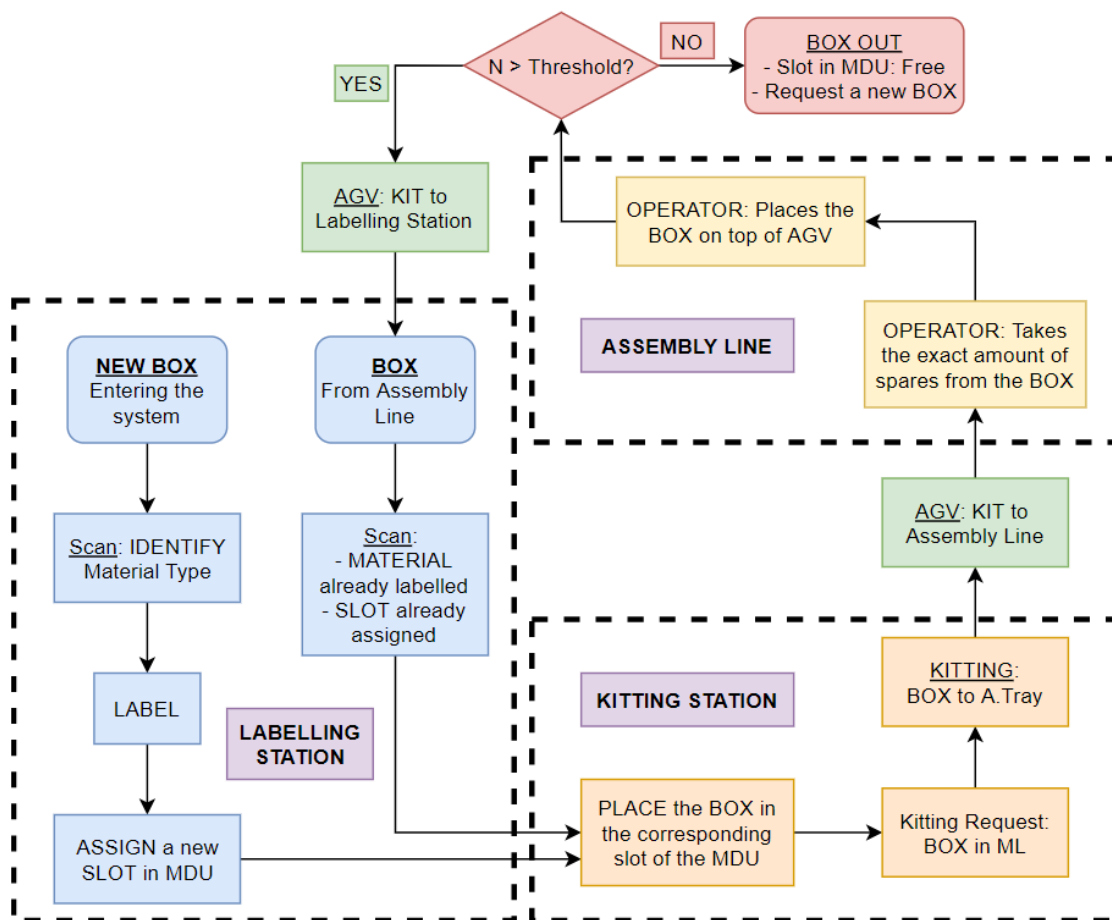 N > Threshold?
NO
BOX OUT
- Slot in MDU: Free
- Request a new BOX
YES
AGV: KIT to
Labelling Station
OPERATOR: Places the
BOX on top of AGV
ASSEMBLY LINE
OPERATOR: Takes
the exact amount of
spares from the BOX
NEW BOX
Entering the
system
BOX
From Assembly
Line
AGV: KIT to
Assembly Line
Scan: IDENTIFY
Material Type
Scan:
- MATERIAL
already labelled
- SLOT already
assigned
LABEL
LABELLING
STATION
KITTING STATION
KITTING:
BOX to A.Tray
ASSIGN a new
SLOT in MDU
PLACE the BOX in
the corresponding
slot of the MDU
Kitting Request:
BOX in ML